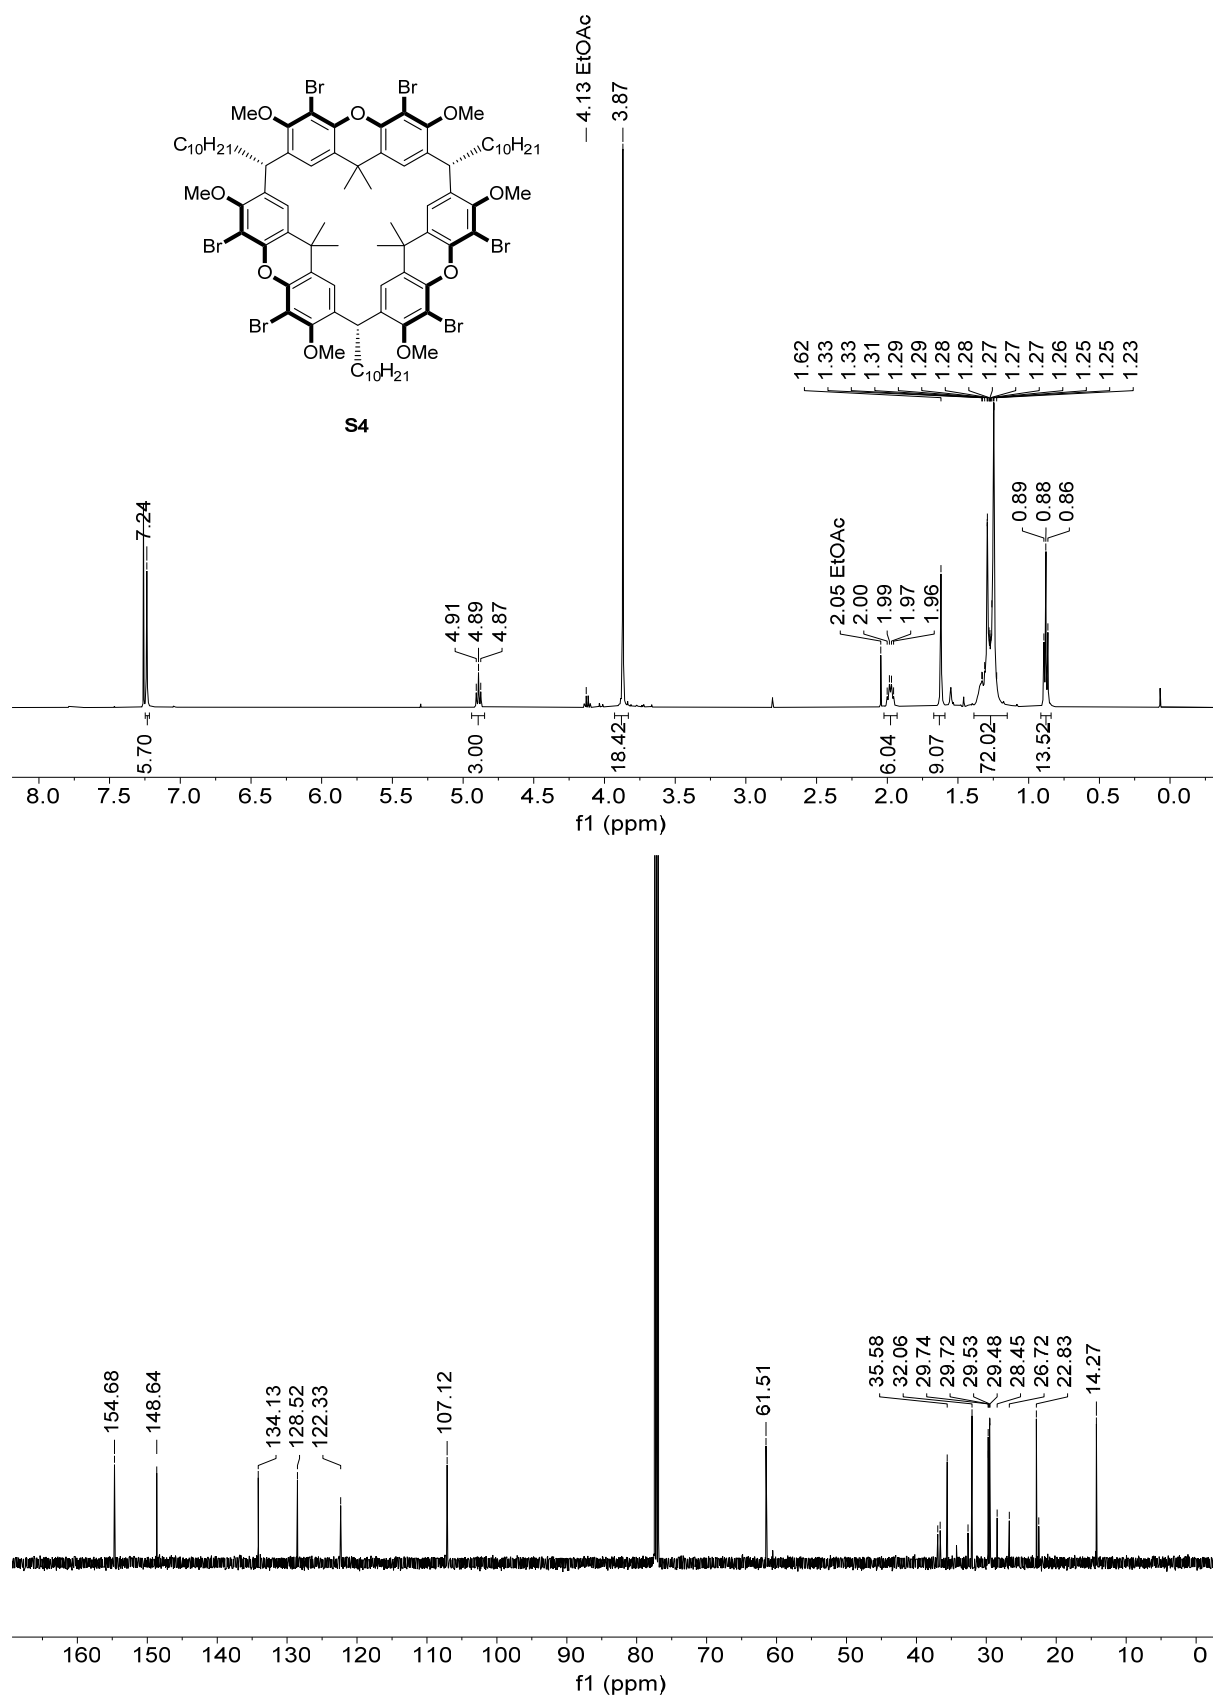 Br
Br
MeO
O
OMe
C10H21
C10H21
MeO
OMe
Br
Br
O
O
Br
Br
OMe
OMe
C10H21
S4
4.13 EtOAc
3.87
7.24
4.91
4.89
4.87
2.05 EtOAc
2.00
1.99
1.97
1.96
1.62
1.33
1.33
1.31
1.29
1.29
1.28
1.28
1.27
1.27
1.27
1.26
1.25
1.25
1.23
0.89
0.88
0.86
5.70
3.00
18.42
6.04
9.07
72.02
13.52
8.0 7.5 7.0 6.5 6.0 5.5 5.0 4.5 4.0 3.5 3.0 2.5 2.0 1.5 1.0 0.5 0.0
f1 (ppm)
154.68
148.64
134.13
128.52
122.33
107.12
61.51
35.58
32.06
29.74
29.72
29.53
29.48
28.45
26.72
22.83
14.27
160 150 140 130 120 110 100 90 80 70 60 50 40 30 20 10 0
f1 (ppm)